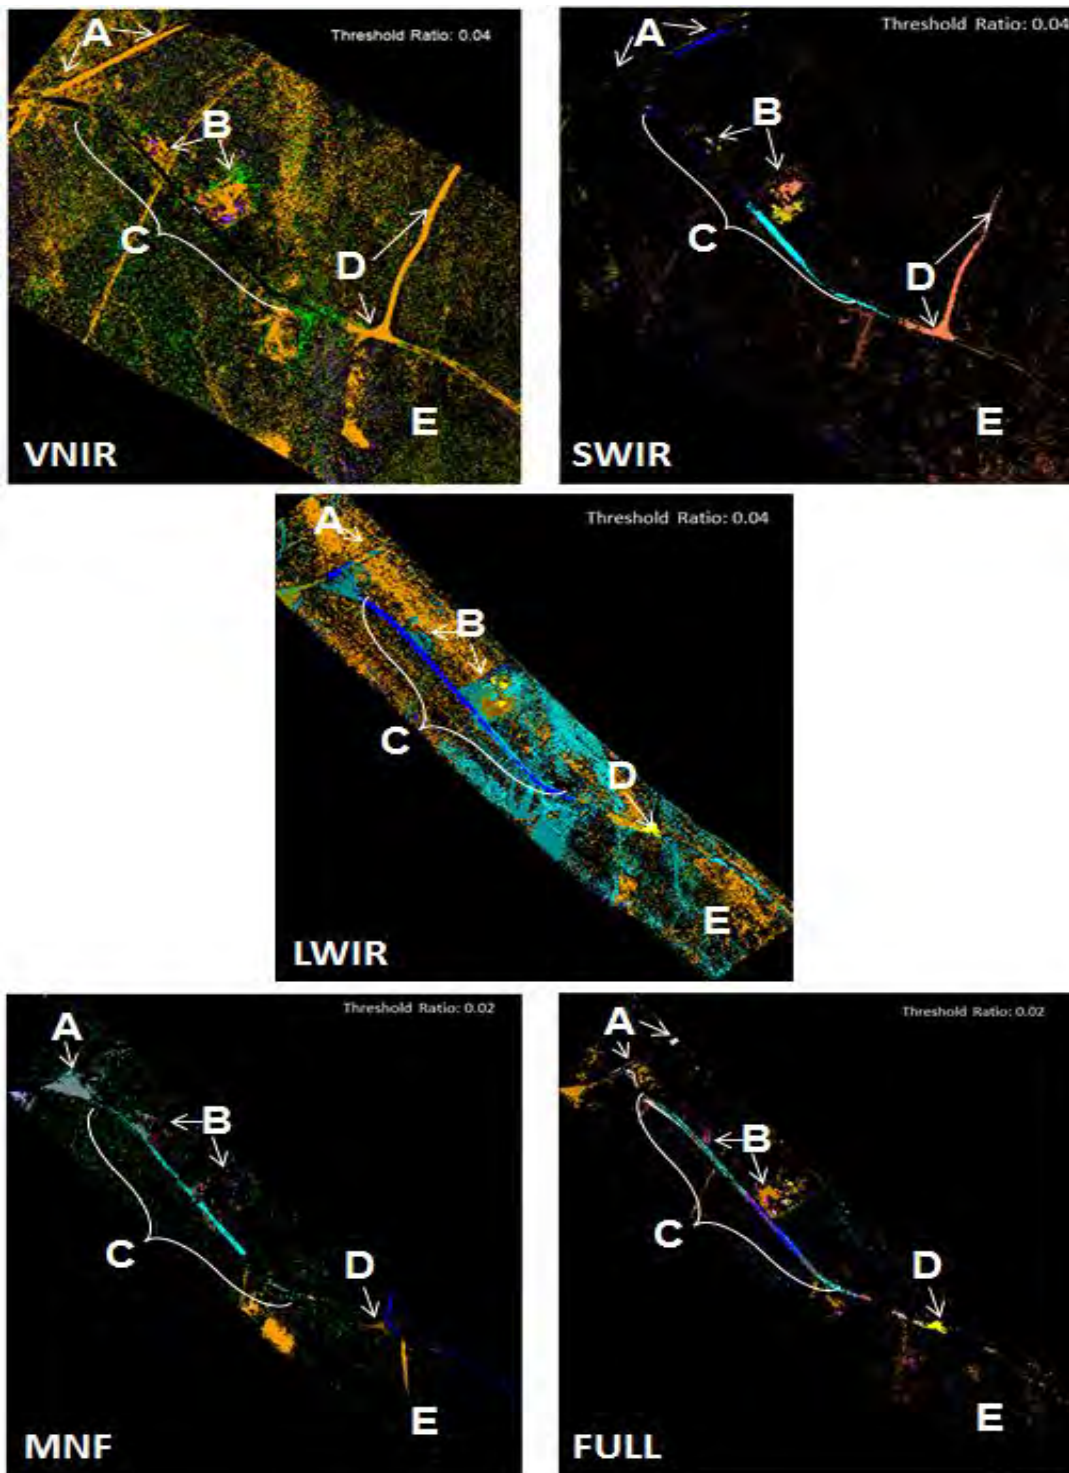 A
Threshold Ratio: 0.04
B
C
D
E
VNIR
A
Threshold Ratio: 0.04
B
C
D
E
SWIR
A
Threshold Ratio: 0.04
B
C
D
E
LWIR
A
Threshold Ratio: 0.02
B
C
D
E
MNF
A
Threshold Ratio: 0.02
B
C
D
E
FULL